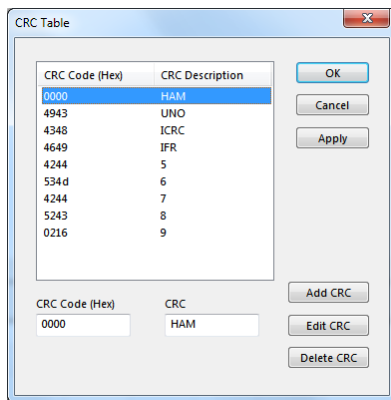 CRC Table
CRC Code (Hex) CRC Description
0000 HAM
4943 UNO
4348 ICRC
4649 IFR
4244 5
534d 6
4244 7
5243 8
0216 9
OK
Cancel
Apply
CRC Code (Hex) CRC
0000 HAM
Add CRC
Edit CRC
Delete CRC